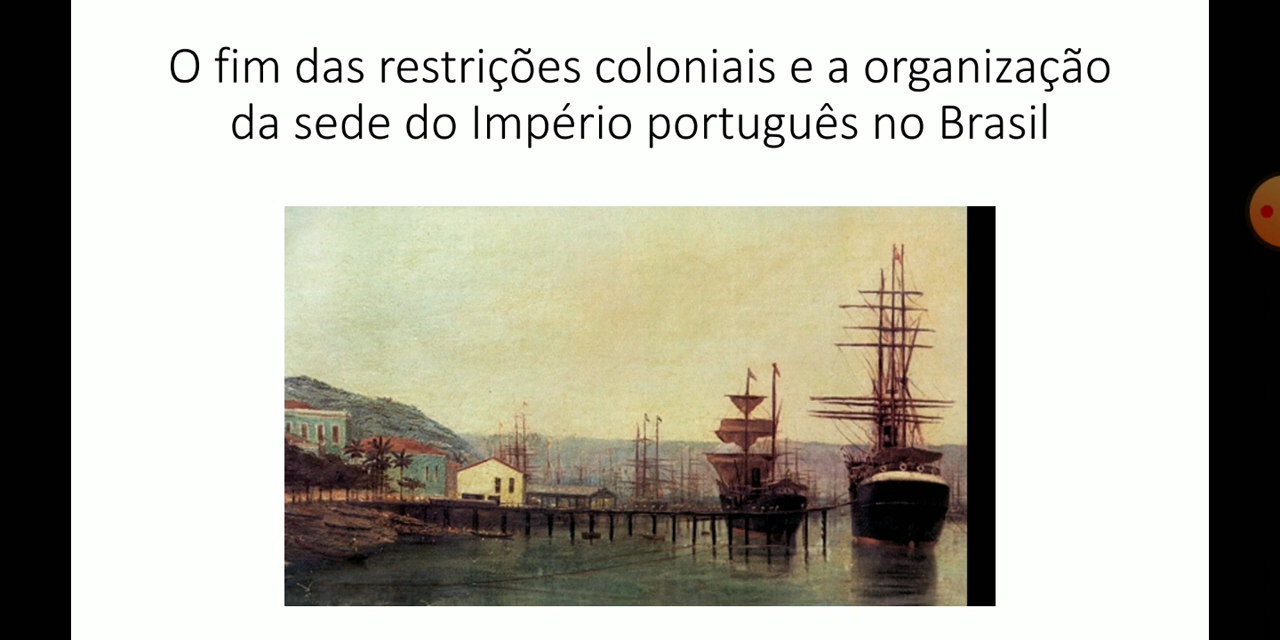 O fim das restrições coloniais e a organização
da sede do Império português no Brasil